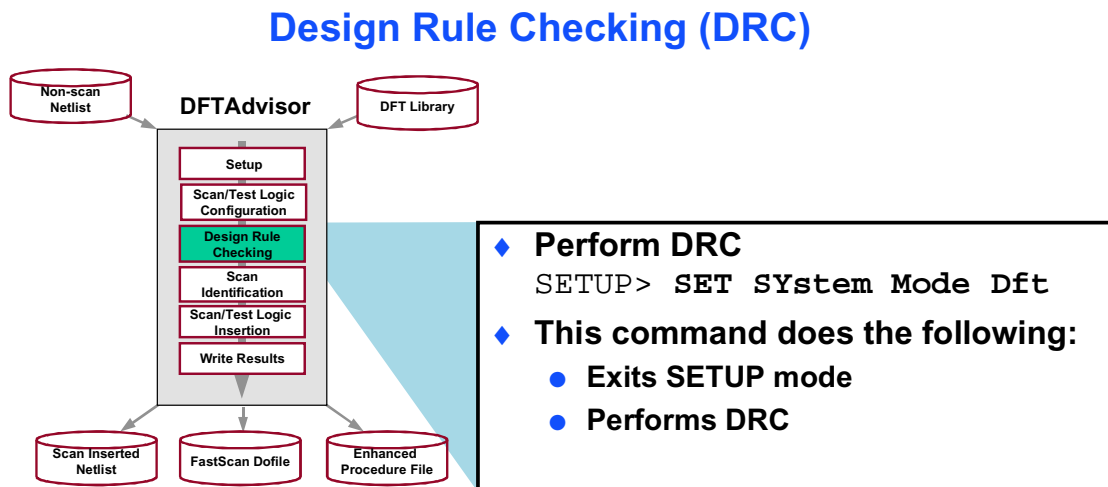 Design Rule Checking (DRC)
Non-scan
Netlist
DFTAdvisor
DFT Library
Setup
Scan/Test Logic
Configuration
Design Rule
Checking
Scan
Identification
Scan/Test Logic
Insertion
Write Results
Scan Inserted
Netlist
FastScan Dofile
Enhanced
Procedure File
♦ Perform DRC
SETUP> SET SYstem Mode Dft
♦ This command does the following:
● Exits SETUP mode
● Performs DRC